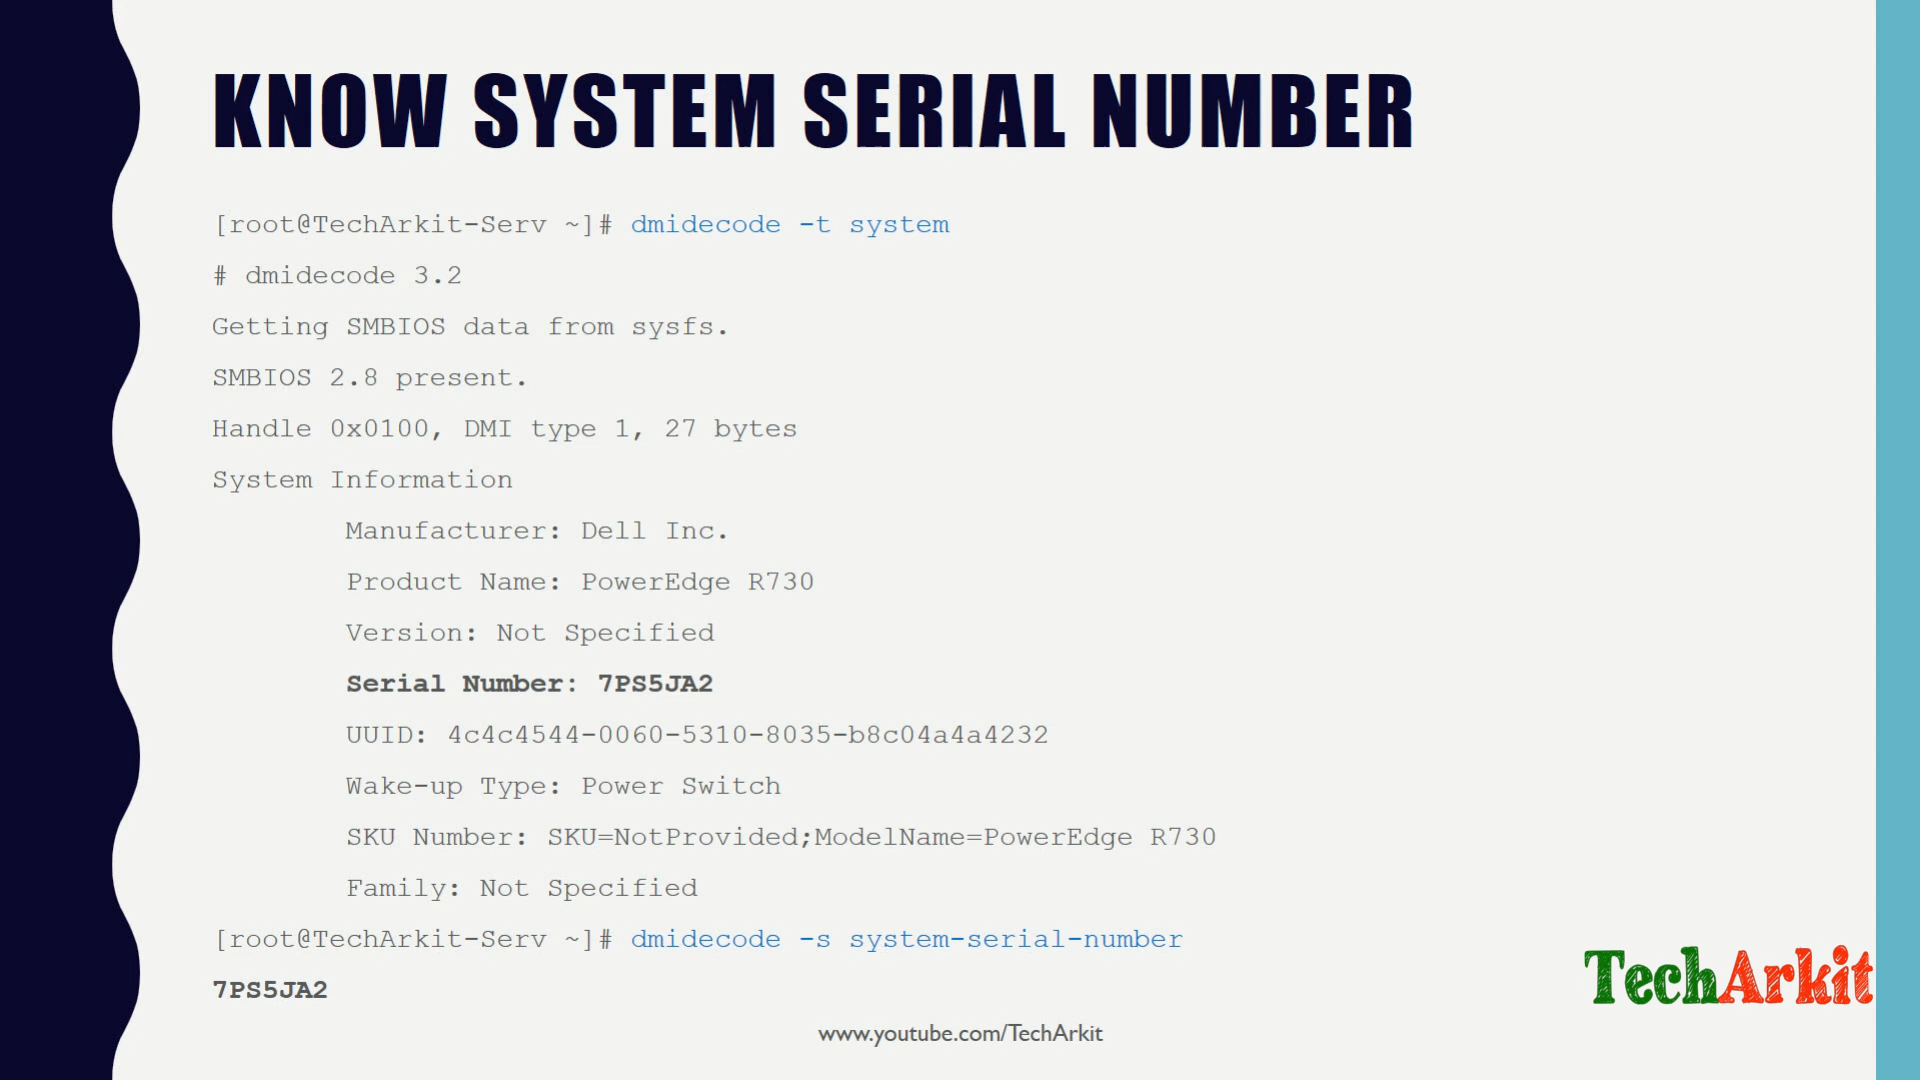 KNOW SYSTEM SERIAL NUMBER
[root@TechArkit-Serv ~]# dmidecode -t system
# dmidecode 3.2
Getting SMBIOS data from sysfs.
SMBIOS 2.8 present.
Handle 0x0100, DMI type 1, 27 bytes
System Information
Manufacturer: Dell Inc.
Product Name: PowerEdge R730
Version: Not Specified
Serial Number: 7PS5JA2
UUID: 4c4c4544-0060-5310-8035-b8c04a4a4232
Wake-up Type: Power Switch
SKU Number: SKU=NotProvided;ModelName=PowerEdge R730
Family: Not Specified
[root@TechArkit-Serv ~]# dmidecode -s system-serial-number
7PS5JA2
TechArkit
www.youtube.com/TechArkit